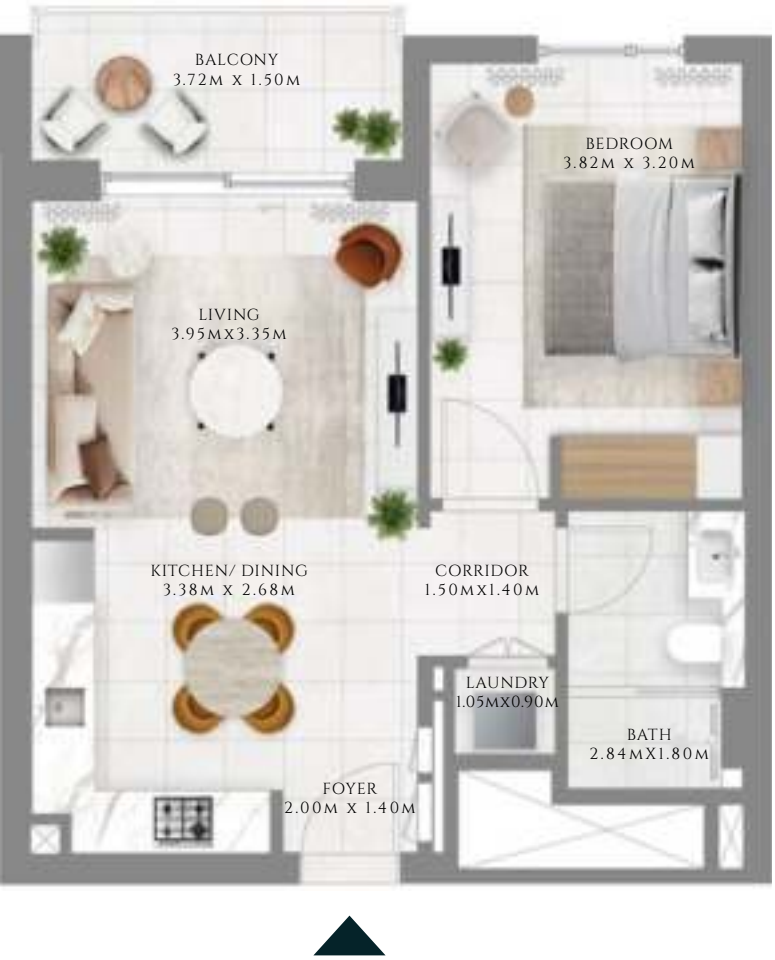 BALCONY
3.72M X 1.50M
BEDROOM
3.82M X 3.20M
LIVING
3.95MX3.35M
KITCHEN/ DINING
3.38M X 2.68M
CORRIDOR
1.50MX1.40M
LAUNDRY
1.05MX0.90M
BATH
2.84MX1.80M
FOYER
2.00M X 1.40M